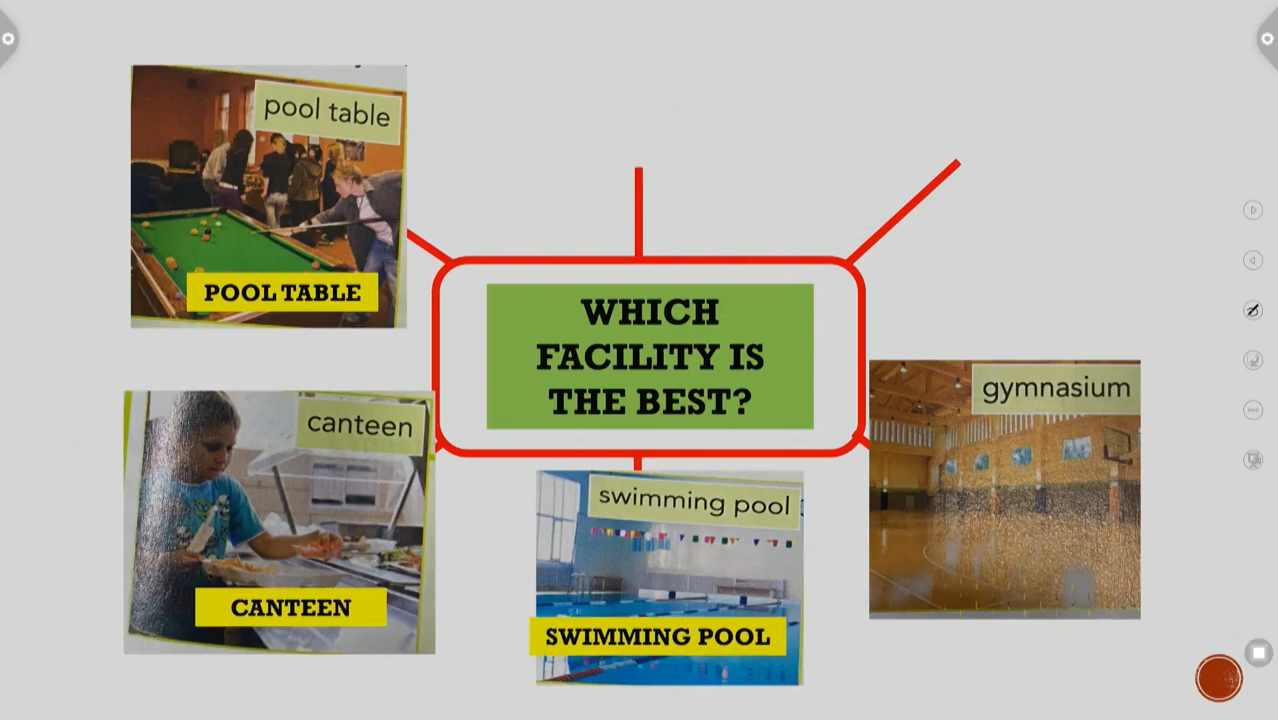 pool table
POOL TABLE
WHICH
FACILITY IS
THE BEST?
gymnasium
canteen
CANTEEN
swimming pool
SWIMMING POOL